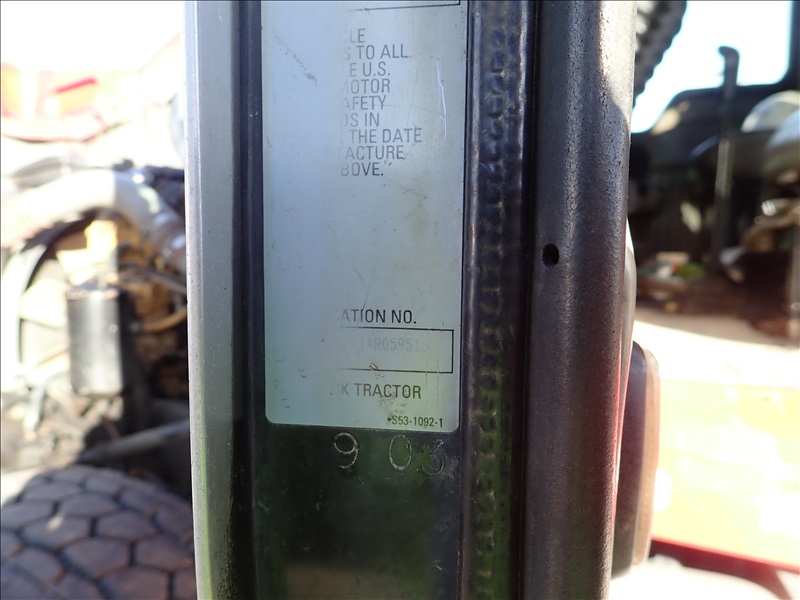 LE
S TO ALL
E U.S.
MOTOR
AFETY
DS IN
THE DATE
ACTURE
BOVE.
ATION NO.
K TRACTOR
S53-1092-1
903